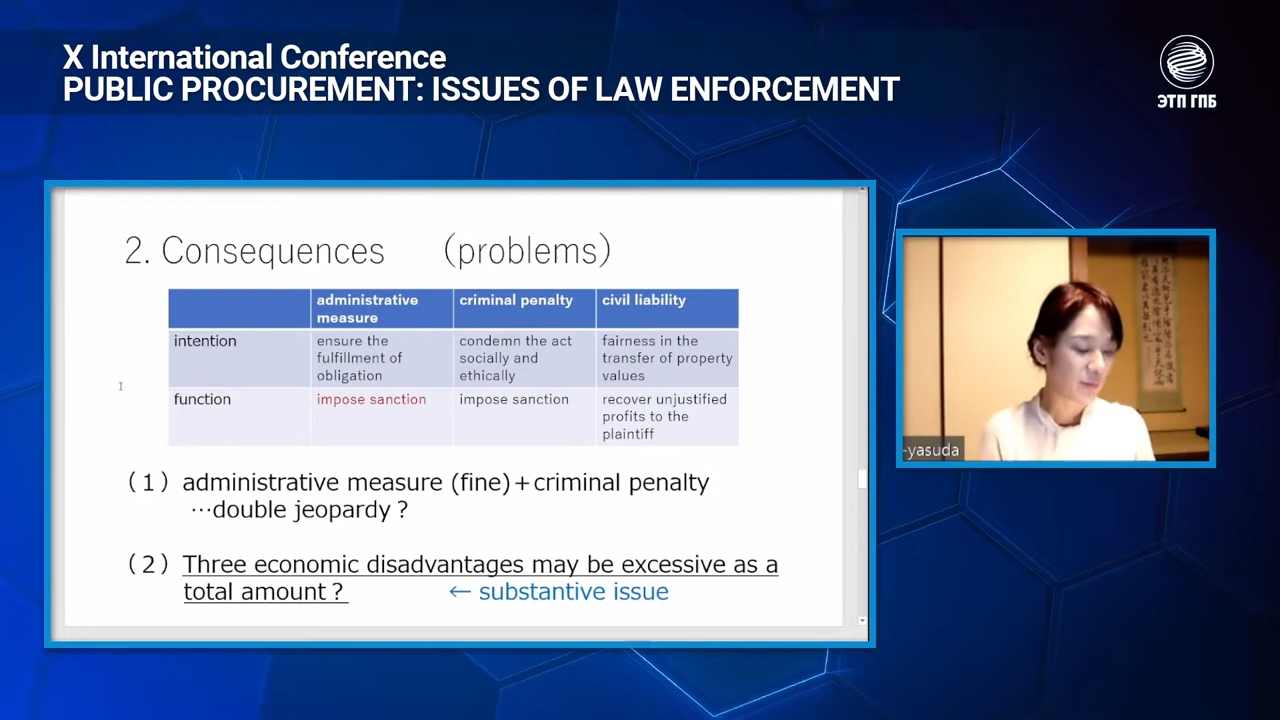 X International Conference
PUBLIC PROCUREMENT: ISSUES OF LAW ENFORCEMENT
ЭТП ГПБ
2. Consequences (problems)
administrative measure
criminal penalty
civil liability
intention
ensure the fulfillment of obligation
condemn the act socially and ethically
fairness in the transfer of property values
function
impose sanction
impose sanction
recover unjustified profits to the plaintiff
(1) administrative measure (fine)+criminal penalty
…double jeopardy?
(2) Three economic disadvantages may be excessive as a
total amount? ← substantive issue
-yasuda